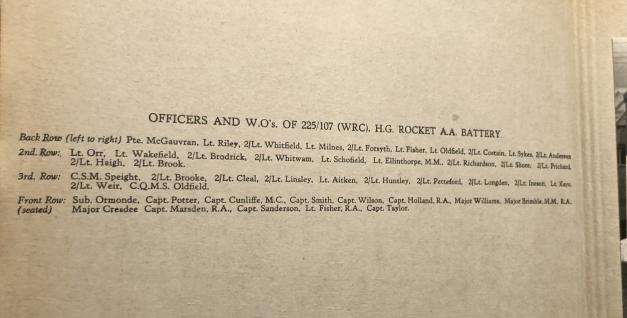 OFFICERS AND W.O's. OF 225/107 (WRC). H.G. ROCKET A.A. BATTERY
Back Row (left to right) Pte. McGauvran, Lt. Riley, 2/Lt. Whitfield, Lt. Milnes, 2/Lt. Forsyth, Lt. Fisher, Lt. Oldfield, 2/Lt. Costain, Lt. Sykes, 2/Lt. Anderson
2nd. Row: Lt. Orr, Lt. Wakefield, 2/Lt. Brodrick, 2/Lt. Whitwam, Lt. Schofield, Lt. Ellinthorpe, M.M., 2/Lt. Richardson, 2/Lt. Shore, 2/Lt. Prichard,
2/Lt. Haigh, 2/Lt. Brook.
3rd. Row: C.S.M. Speight, 2/Lt. Brooke, 2/Lt. Cleal, 2/Lt. Linsley, Lt. Aitken, 2/Lt. Huntley, 2/Lt. Petteford, 2/Lt. Longden, 2/Lt. Lt.
2/Lt. Weir, C.Q.M.S. Oldfield.
Front Row: Sub. Ormonde, Capt. Potter, Capt. Cunliffe, M.C., Capt. Smith, Capt. Wilson, Capt. Holland, R.A., Major Williams, Major Brimble, M.M. R.A.
(seated) Major Cresdee Capt. Marsden, R.A., Capt. Sanderson, Lt. Fisher, R.A., Capt. Taylor.